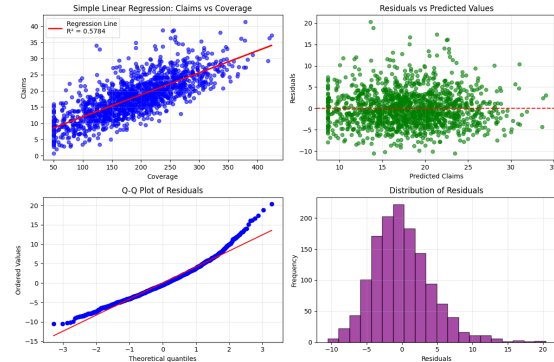 Simple Linear Regression: Claims vs Coverage
Regression Line
R² = 0.5784
Claims
40
35
30
25
20
15
10
5
0
50 100 150 200 250 300 350 400
Coverage
Residuals vs Predicted Values
Residuals
20
15
10
5
0
−5
−10
10 15 20 25 30 35
Predicted Claims
Q-Q Plot of Residuals
Ordered Values
20
15
10
5
0
−5
−10
−15
−3 −2 −1 0 1 2 3
Theoretical quantiles
Distribution of Residuals
Frequency
200
150
100
50
0
−10 −5 0 5 10 15 20
Residuals